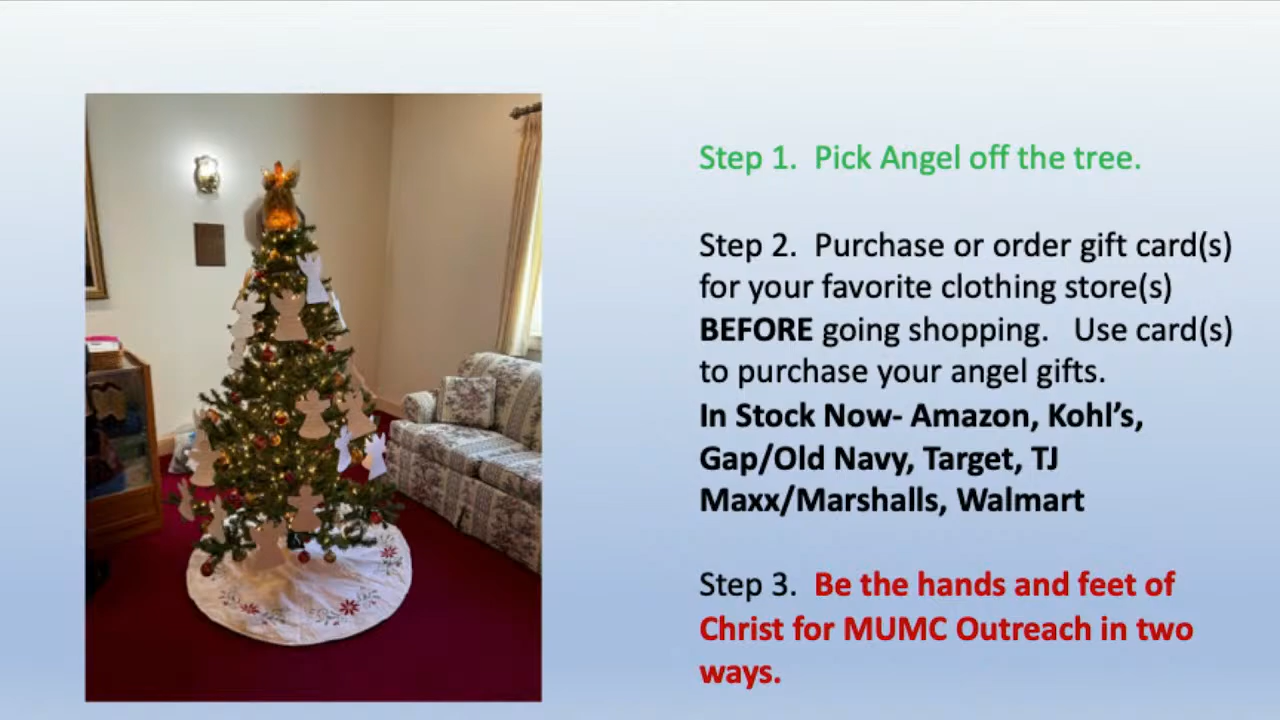 Step 1.  Pick Angel off the tree.
Step 2.  Purchase or order gift card(s)
for your favorite clothing store(s)
BEFORE going shopping.   Use card(s)
to purchase your angel gifts.
In Stock Now- Amazon, Kohl’s,
Gap/Old Navy, Target, TJ
Maxx/Marshalls, Walmart
Step 3.  Be the hands and feet of
Christ for MUMC Outreach in two
ways.